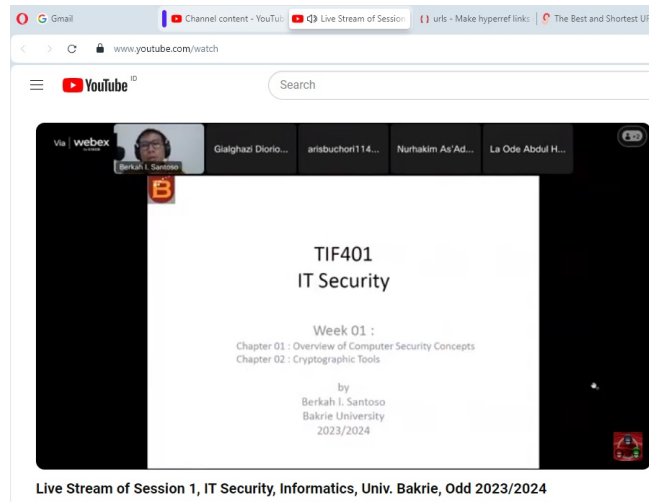 Gmail
Channel content - YouTub
Live Stream of Session
urls - Make hyperref links
The Best and Shortest UR
www.youtube.com/watch
YouTube ID
Search
Via webex
Berkah I. Santoso
Gialghazi Diorio...
arisbuchori114...
Nurhakim As'Ad...
La Ode Abdul H...
B
TIF401
IT Security
Week 01 :
Chapter 01 : Overview of Computer Security Concepts
Chapter 02 : Cryptographic Tools
by
Berkah I. Santoso
Bakrie University
2023/2024
Live Stream of Session 1, IT Security, Informatics, Univ. Bakrie, Odd 2023/2024